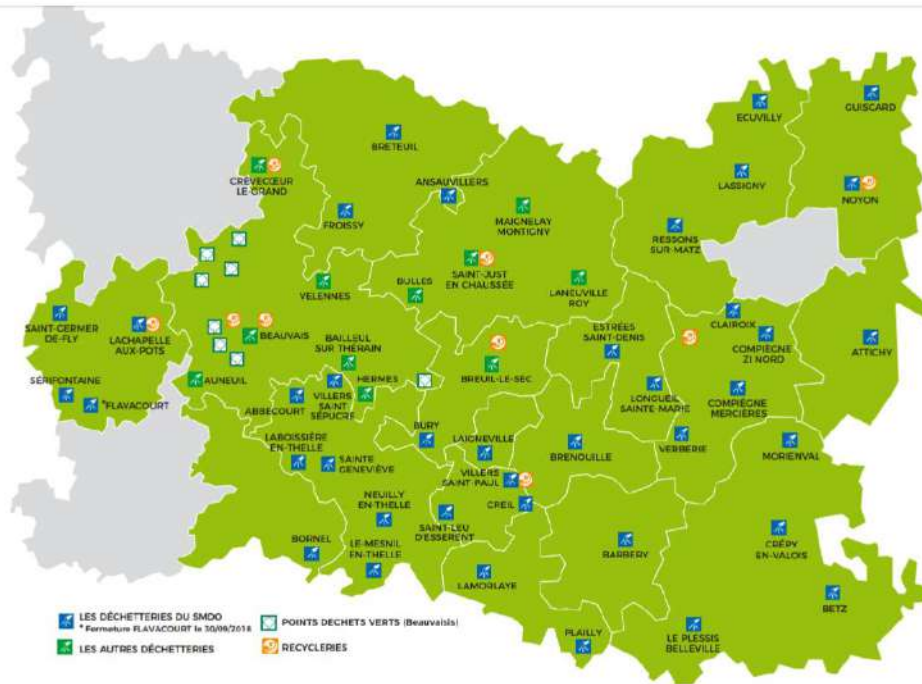 ECUVILLY
GUISCARD
BRETEUIL
CRÈVECŒUR
LE-GRAND
ANSAUVILLERS
LASSIGNY
NOYON
FROISSY
MAIGNELAY
MONTIGNY
RESSONS
SUR-MATZ
SAINT-JUST
EN CHAUSSÉE
VELENNES
BULLES
LANEUVILLE
ROY
SAINT-GERMER
DE-FLY
LACHAPELLE
AUX-POTS
BEAUVAIS
BAILLEUL
SUR THÉRAIN
ESTRÉES
SAINT-DENIS
CLAIROIX
COMPIÈGNE
ZI NORD
ATTICHY
SÉRIFONTAINE
*FLAVACOURT
AUNEUIL
HERMES
BREUIL-LE-SEC
ABBECOURT
VILLERS
SAINT
SÉPUCRE
LONGUEIL
SAINTE-MARIE
COMPIÈGNE
MERCIÈRES
BURY
LABOISSIÈRE
EN-THELLE
SAINTE
GENEVIÈVE
LAIGNEVILLE
BRENOUILLE
VERBERIE
MORIENVAL
VILLERS
SAINT-PAUL
CREIL
NEUILLY
EN-THELLE
SAINT-LEU
D'ESSERENT
BORNEL
LE-MESNIL
EN-THELLE
BARBERY
CRÉPY
EN-VALOIS
LAMORLAYE
BETZ
PLAILLY
LE PLESSIS
BELLEVILLE
LES DÉCHETTERIES DU SMDO
* Fermeture FLAVACOURT le 30/09/2018
POINTS DECHETS VERTS (Beauvaisis)
LES AUTRES DÉCHETTERIES
RECYCLERIES